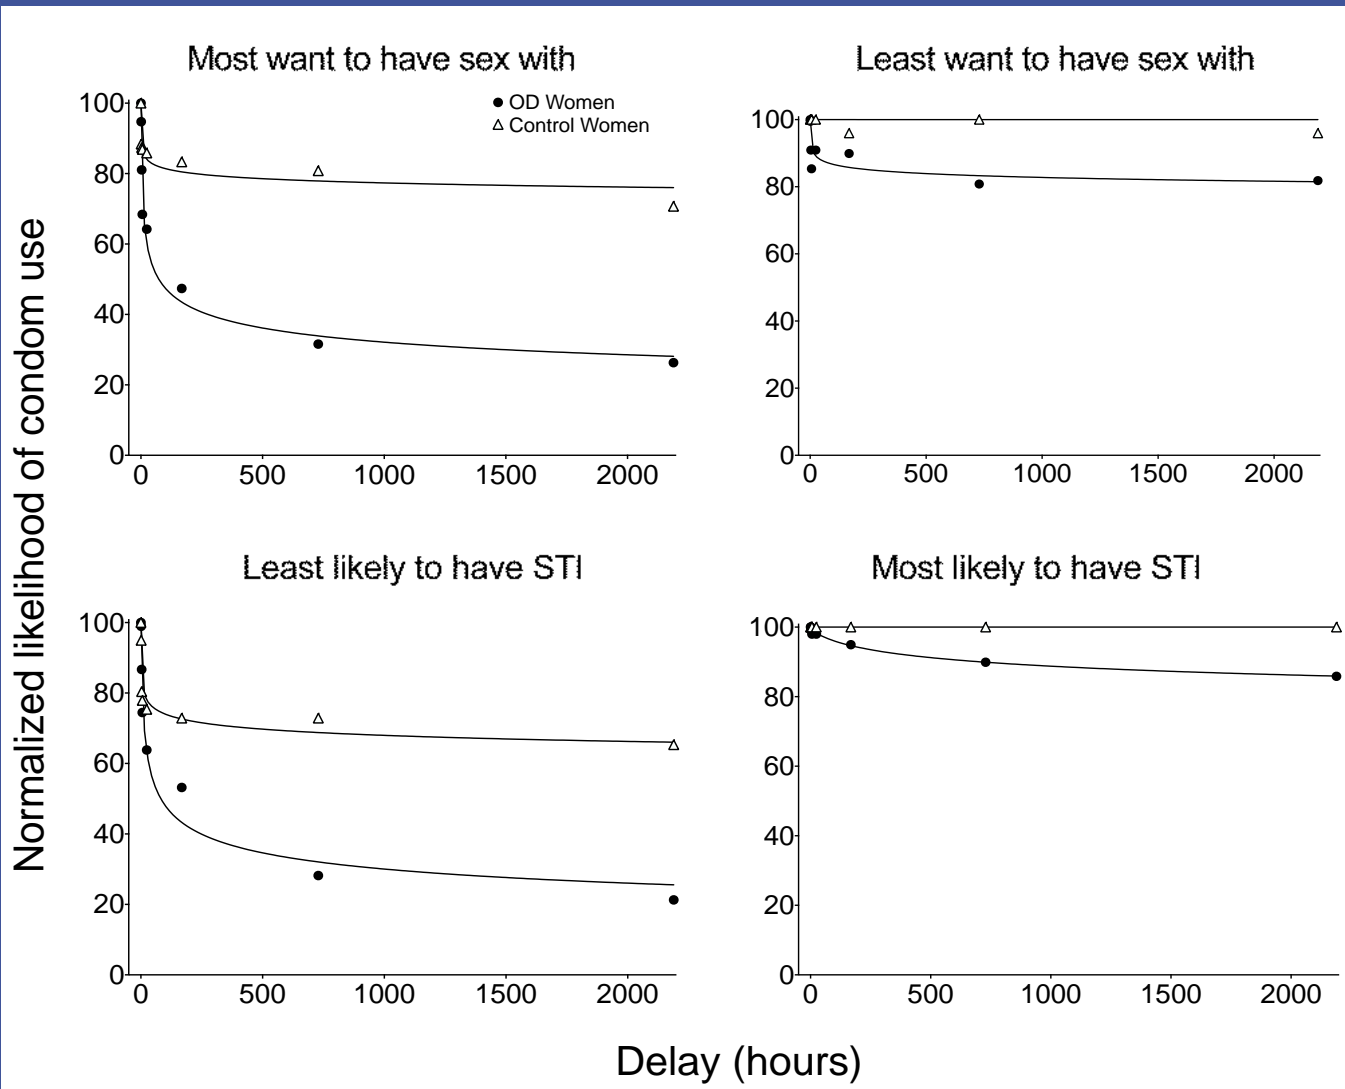 Most want to have sex with
Least want to have sex with
OD Women
Control Women
100
80
60
40
20
0
0 500 1000 1500 2000
100
80
60
40
20
0
0 500 1000 1500 2000
Normalized likelihood of condom use
Least likely to have STI
Most likely to have STI
100
80
60
40
20
0
0 500 1000 1500 2000
100
80
60
40
20
0
0 500 1000 1500 2000
Delay (hours)